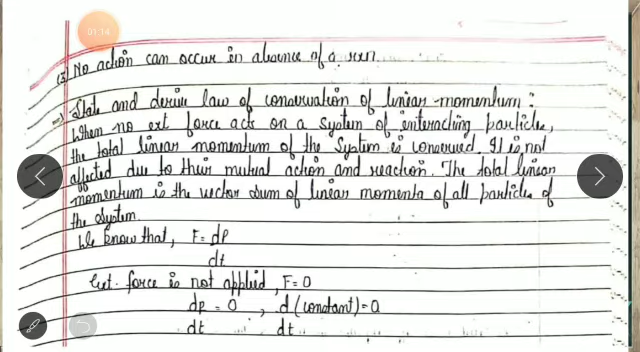 01:14
(3) No action can occur in absence of a rxn.
State and derive law of conservation of linear-momentum :
When no ext force acts on a System of interacting particles,
the total linear momentum of the System is conserved. It is not
affected due to their mutual action and reaction. The total linear
momentum is the vector sum of linear momenta of all particles of
the System.
We know that, F = dP
dt
Ext. force is not applied, F=0
dp = 0 , d (constant) = 0
dt dt